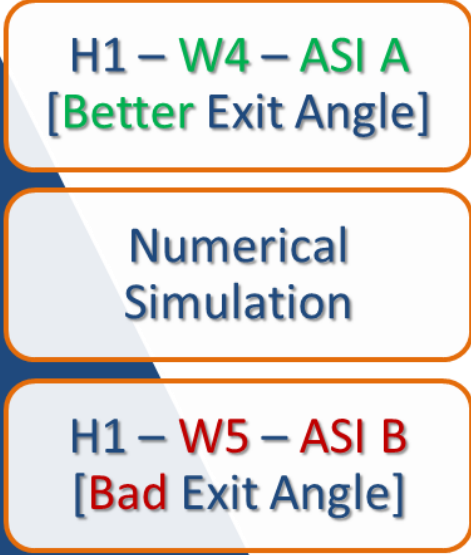 H1 – W4 – ASI A
[Better Exit Angle]
Numerical
Simulation
H1 – W5 – ASI B
[Bad Exit Angle]